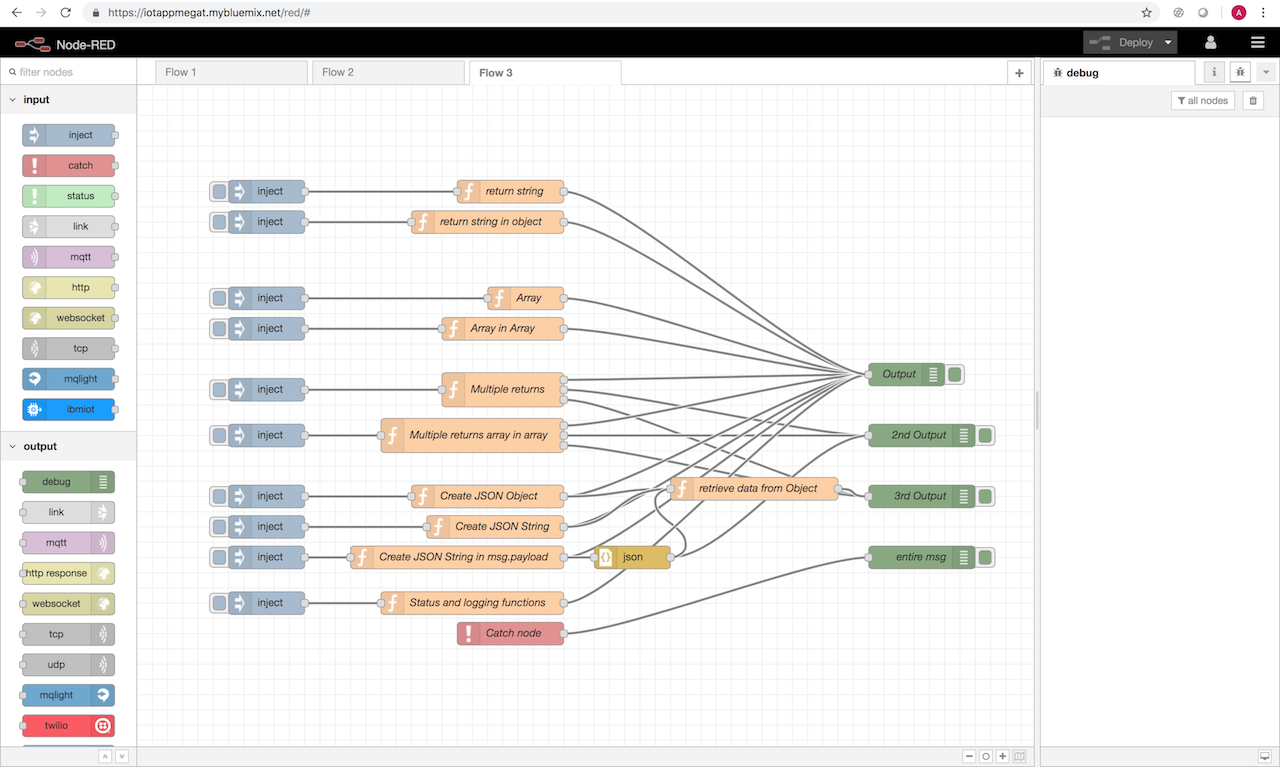 https://iotappmegat.mybluemix.net/red/#
A
Node-RED
Deploy
filter nodes
Flow 1
Flow 2
Flow 3
+
debug
i
all nodes
input
inject
catch
status
link
mqtt
http
websocket
tcp
mqlight
ibmiot
output
debug
link
mqtt
http response
websocket
tcp
udp
mqlight
twilio
inject
return string
inject
return string in object
inject
Array
inject
Array in Array
Output
inject
Multiple returns
inject
Multiple returns array in array
2nd Output
inject
Create JSON Object
retrieve data from Object
3rd Output
inject
Create JSON String
inject
Create JSON String in msg.payload
json
entire msg
inject
Status and logging functions
Catch node